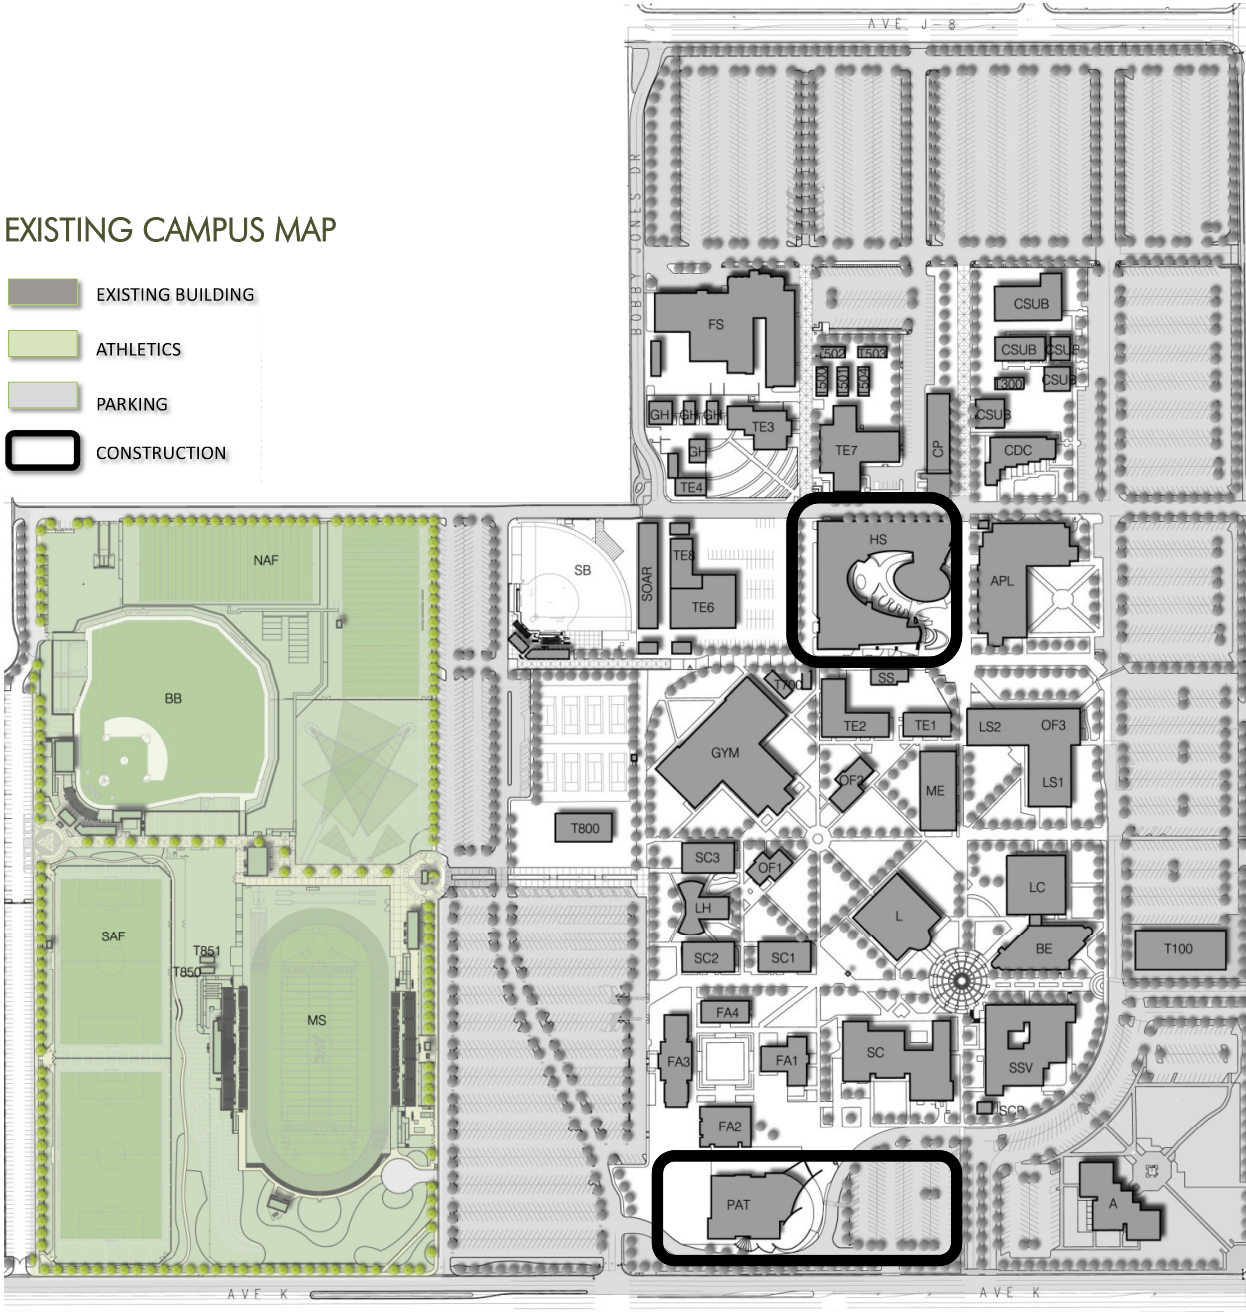 AVE J-8
BOBBY JONES DR
EXISTING CAMPUS MAP
EXISTING BUILDING
ATHLETICS
PARKING
CONSTRUCTION
FS
CSUB
T502
T503
CSUB
CSUB
T500
T501
T504
T300
CSUB
GH
GH
GH
TE3
CSUB
TE7
CP
CDC
GH
TE4
NAF
SB
SOAR
TE8
TE6
HS
APL
BB
T700
SS
TE2
TE1
LS2
OF3
GYM
OF2
ME
LS1
T800
SC3
OF1
LC
LH
L
SAF
T851
T850
SC2
SC1
BE
T100
MS
FA4
FA3
FA1
SC
SSV
SCP
FA2
PAT
A
AVE K
AVE K